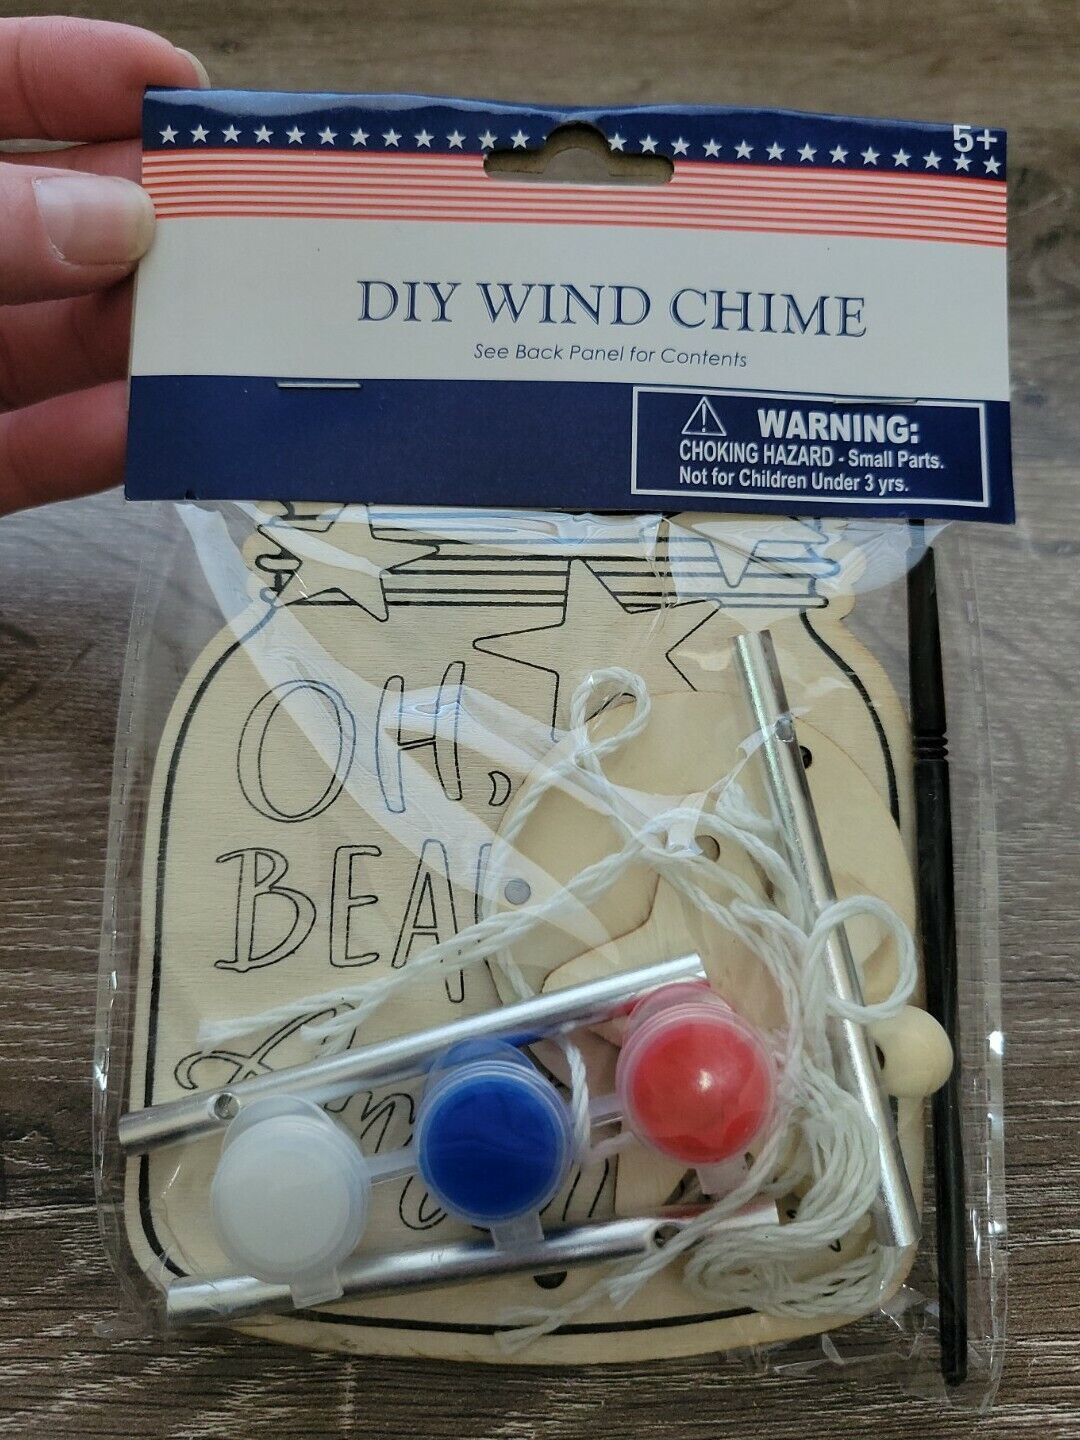 5+
DIY WIND CHIME
See Back Panel for Contents
WARNING:
CHOKING HAZARD - Small Parts.
Not for Children Under 3 yrs.
OH,
BEA